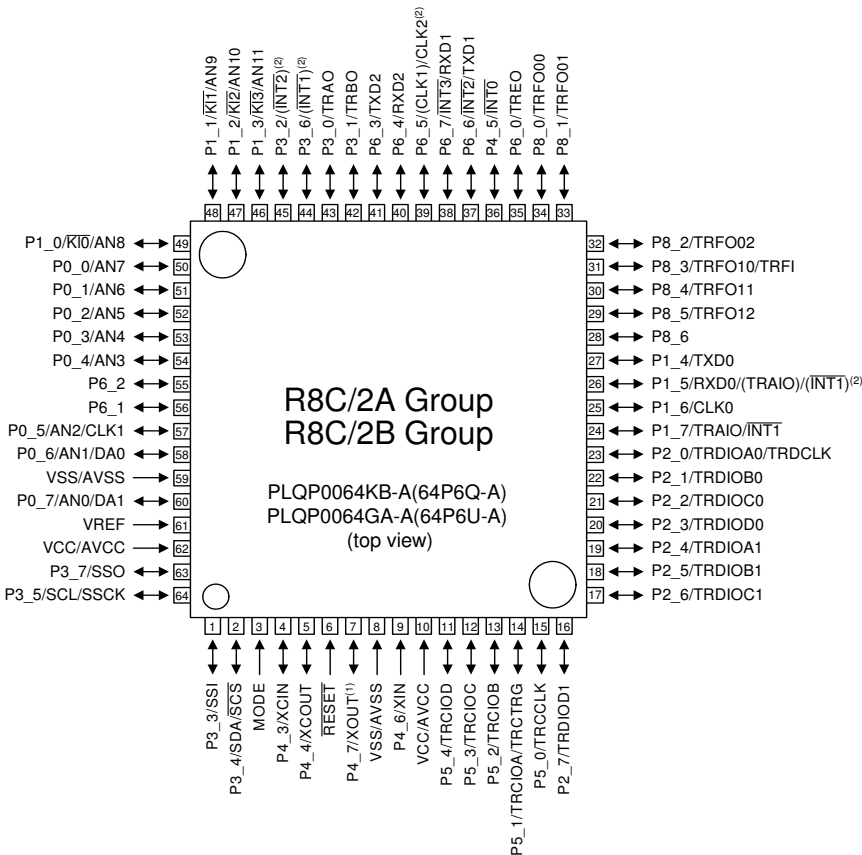 P1_1/KI1/AN9
P1_2/KI2/AN10
P1_3/KI3/AN11
P3_2/(INT2)(2)
P3_6/(INT1)(2)
P3_0/TRAO
P3_1/TRBO
P6_3/TXD2
P6_4/RXD2
P6_5/(CLK1)/CLK2(2)
P6_7/INT3/RXD1
P6_6/INT2/TXD1
P4_5/INT0
P6_0/TREO
P8_0/TRFO00
P8_1/TRFO01
48 47 46 45 44 43 42 41 40 39 38 37 36 35 34 33
P1_0/KI0/AN8 49
P0_0/AN7 50
P0_1/AN6 51
P0_2/AN5 52
P0_3/AN4 53
P0_4/AN3 54
P6_2 55
P6_1 56
P0_5/AN2/CLK1 57
P0_6/AN1/DA0 58
VSS/AVSS 59
P0_7/AN0/DA1 60
VREF 61
VCC/AVCC 62
P3_7/SSO 63
P3_5/SCL/SSCK 64
R8C/2A Group
R8C/2B Group
PLQP0064KB-A(64P6Q-A)
PLQP0064GA-A(64P6U-A)
(top view)
32 P8_2/TRFO02
31 P8_3/TRFO10/TRFI
30 P8_4/TRFO11
29 P8_5/TRFO12
28 P8_6
27 P1_4/TXD0
26 P1_5/RXD0/(TRAIO)/(INT1)(2)
25 P1_6/CLK0
24 P1_7/TRAIO/INT1
23 P2_0/TRDIOA0/TRDCLK
22 P2_1/TRDIOB0
21 P2_2/TRDIOC0
20 P2_3/TRDIOD0
19 P2_4/TRDIOA1
18 P2_5/TRDIOB1
17 P2_6/TRDIOC1
1 2 3 4 5 6 7 8 9 10 11 12 13 14 15 16
P3_3/SSI
P3_4/SDA/SCS
MODE
P4_3/XCIN
P4_4/XCOUT
RESET
P4_7/XOUT(1)
VSS/AVSS
P4_6/XIN
VCC/AVCC
P5_4/TRCIOD
P5_3/TRCIOC
P5_2/TRCIOB
P5_1/TRCIOA/TRCTRG
P5_0/TRCCLK
P2_7/TRDIOD1